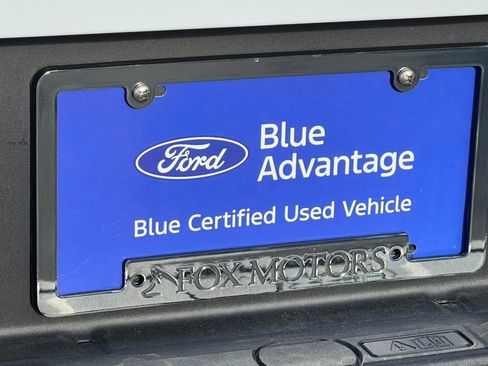 Ford
Blue
Advantage
Blue Certified Used Vehicle
FOX MOTORS